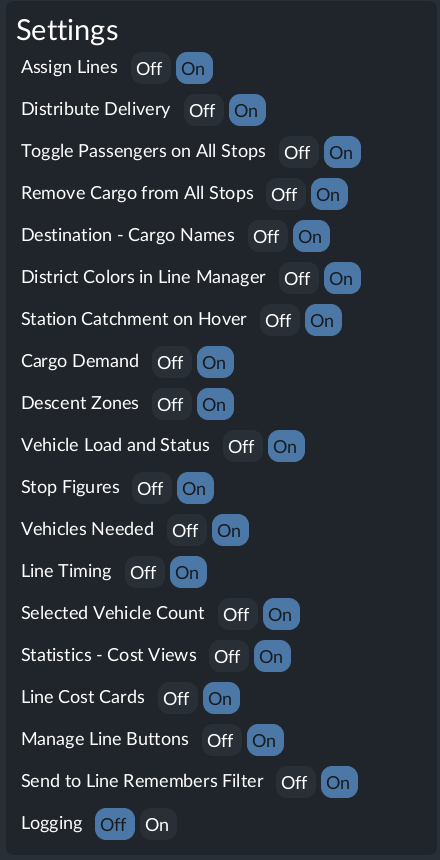 Settings
Assign Lines Off On
Distribute Delivery Off On
Toggle Passengers on All Stops Off On
Remove Cargo from All Stops Off On
Destination - Cargo Names Off On
District Colors in Line Manager Off On
Station Catchment on Hover Off On
Cargo Demand Off On
Descent Zones Off On
Vehicle Load and Status Off On
Stop Figures Off On
Vehicles Needed Off On
Line Timing Off On
Selected Vehicle Count Off On
Statistics - Cost Views Off On
Line Cost Cards Off On
Manage Line Buttons Off On
Send to Line Remembers Filter Off On
Logging Off On